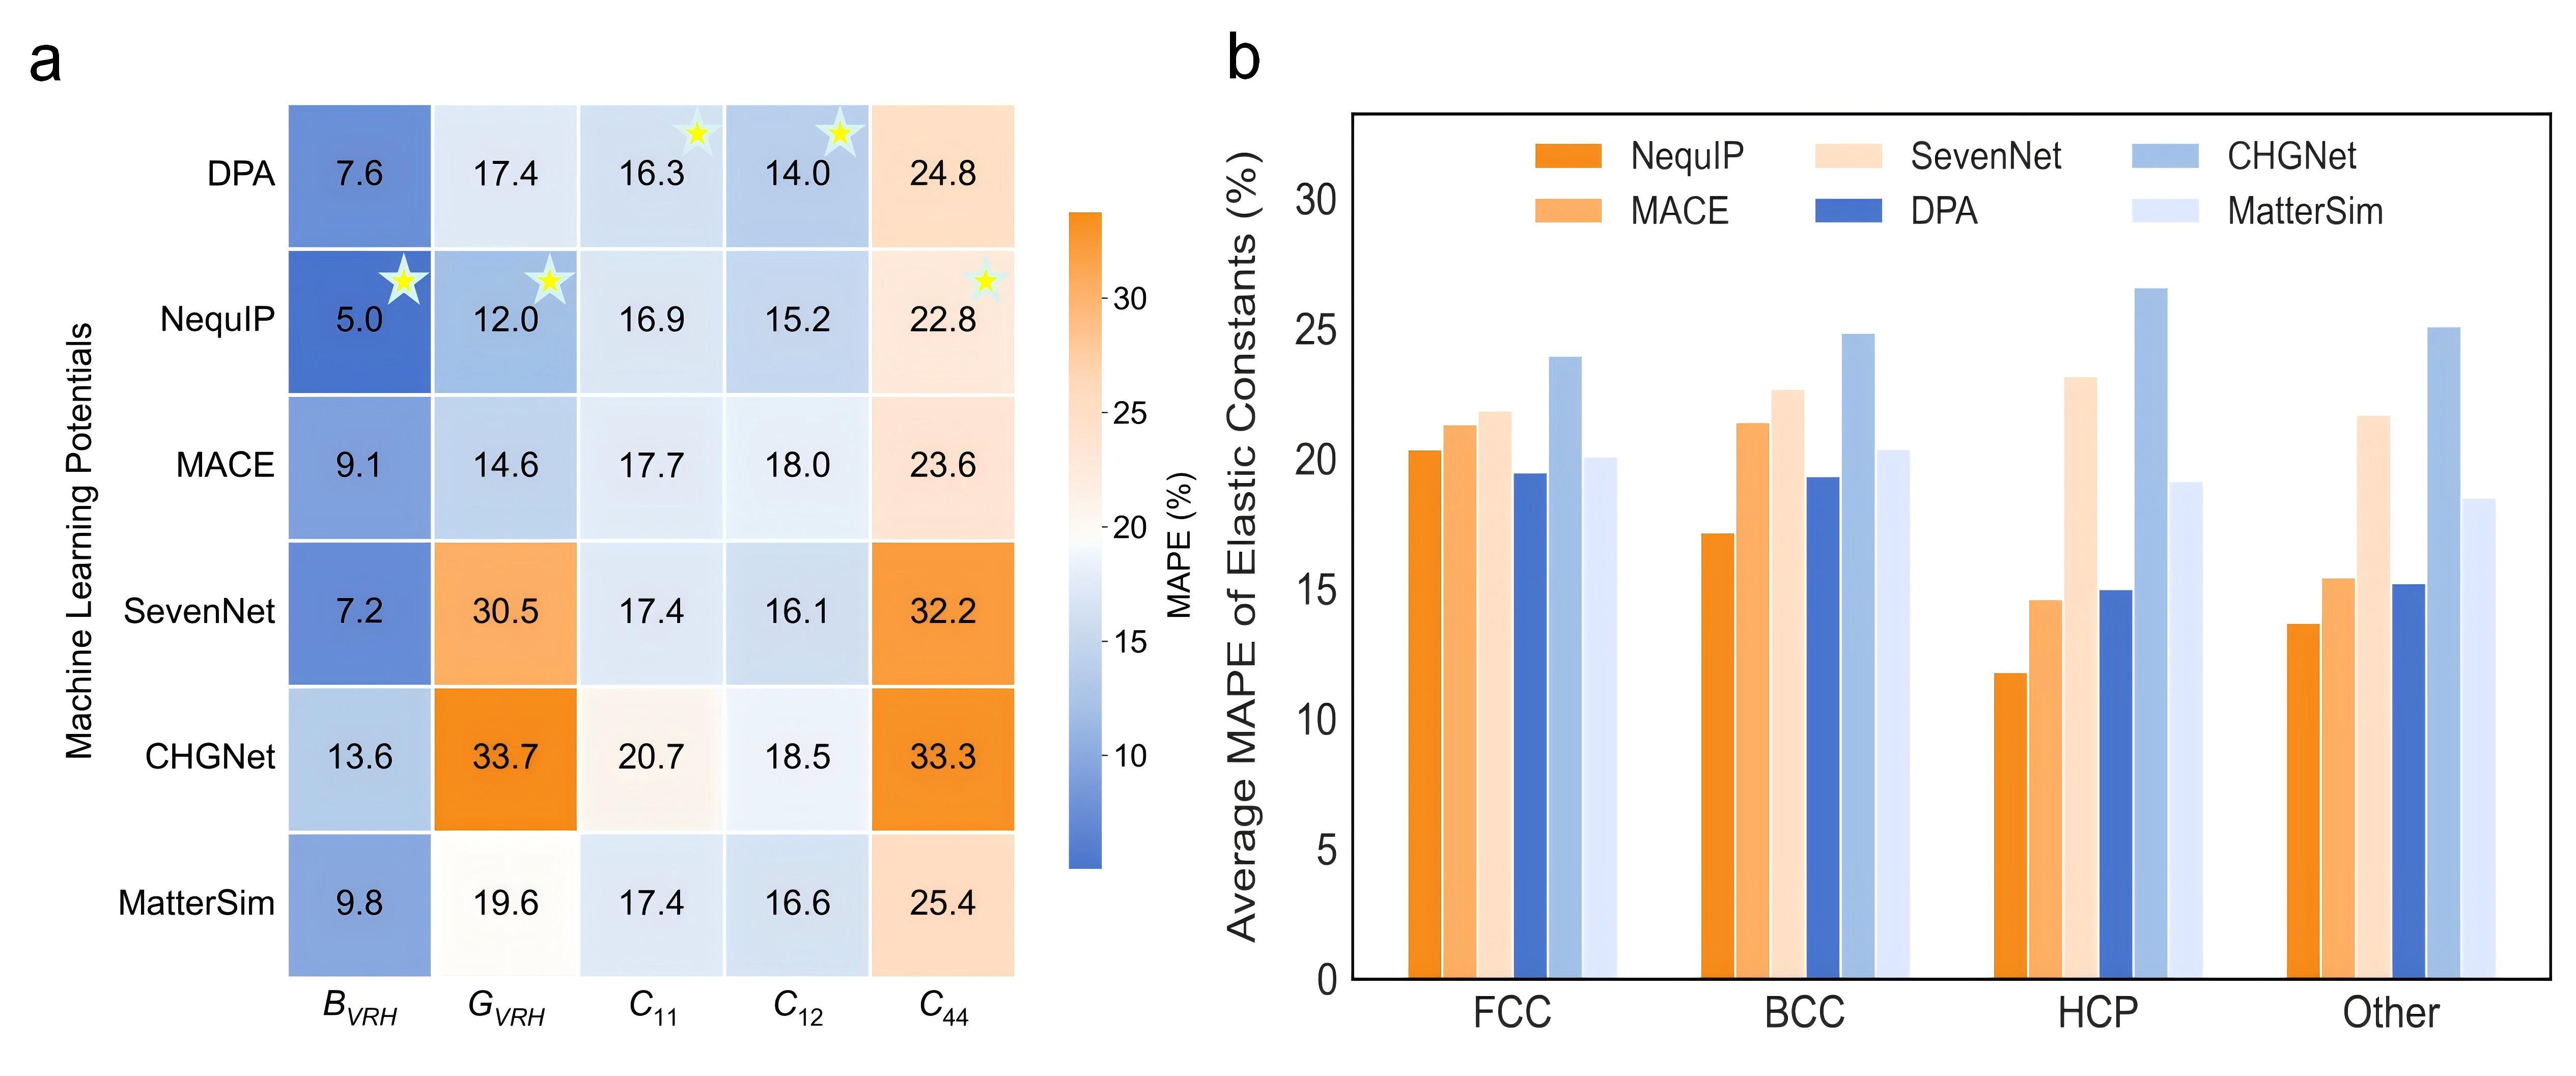 a
Machine Learning Potentials
DPA 7.6 17.4 16.3 14.0 24.8
NequIP 5.0 12.0 16.9 15.2 22.8
MACE 9.1 14.6 17.7 18.0 23.6
SevenNet 7.2 30.5 17.4 16.1 32.2
CHGNet 13.6 33.7 20.7 18.5 33.3
MatterSim 9.8 19.6 17.4 16.6 25.4
B_VRH G_VRH C_11 C_12 C_44
30
25
20
15
10
MAPE (%)
b
Average MAPE of Elastic Constants (%)
NequIP SevenNet CHGNet
MACE DPA MatterSim
30
25
20
15
10
5
0
FCC BCC HCP Other